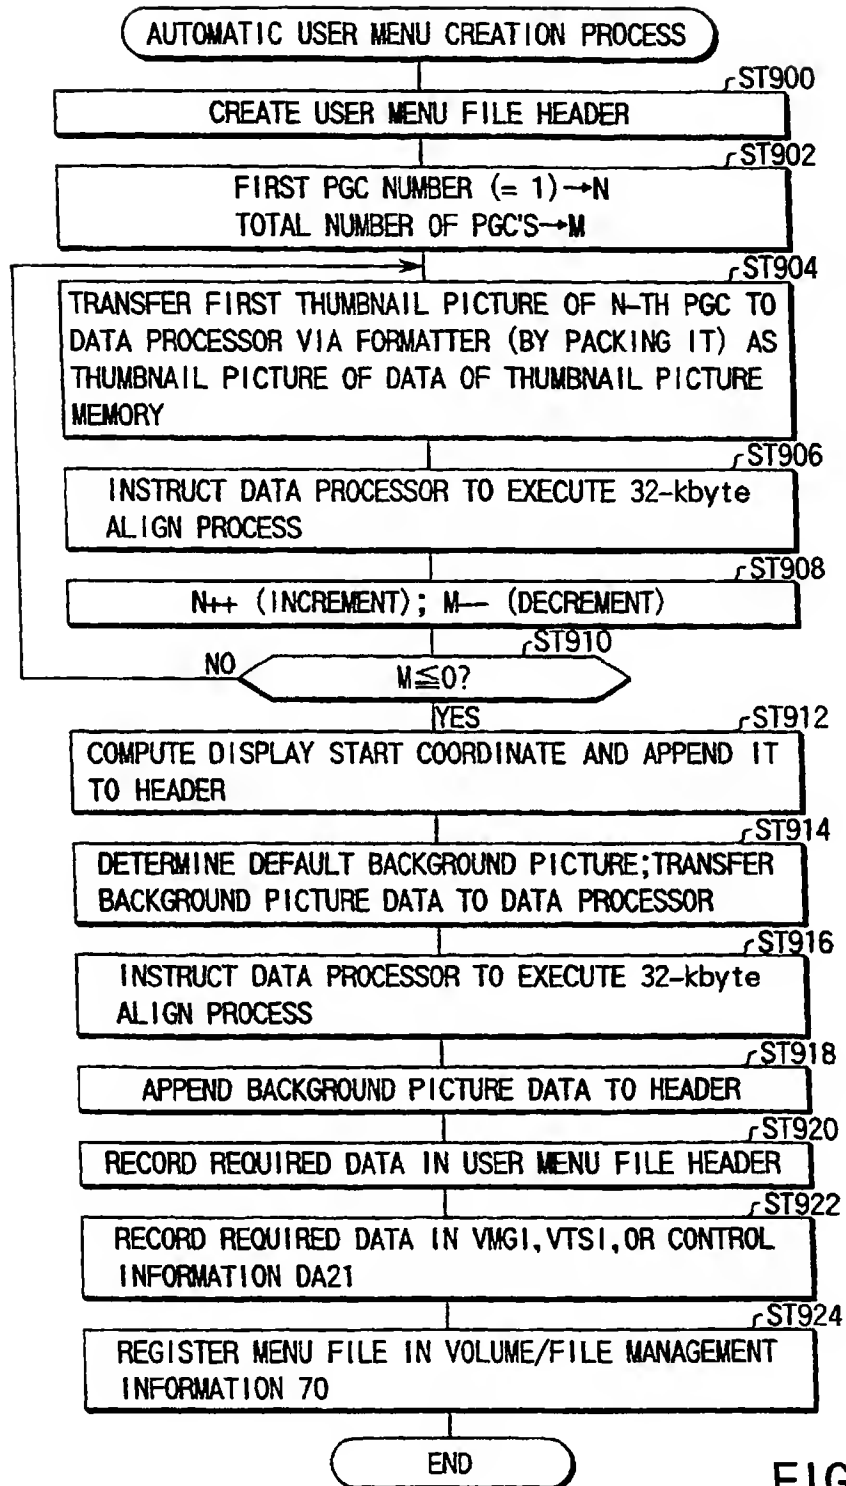 AUTOMATIC USER MENU CREATION PROCESS
ST900
CREATE USER MENU FILE HEADER
ST902
FIRST PGC NUMBER (= 1)→N
TOTAL NUMBER OF PGC'S→M
ST904
TRANSFER FIRST THUMBNAIL PICTURE OF N-TH PGC TO
DATA PROCESSOR VIA FORMATTER (BY PACKING IT) AS
THUMBNAIL PICTURE OF DATA OF THUMBNAIL PICTURE
MEMORY
ST906
INSTRUCT DATA PROCESSOR TO EXECUTE 32-kbyte
ALIGN PROCESS
ST908
N++ (INCREMENT); M-- (DECREMENT)
ST910
NO
M≦0?
YES
ST912
COMPUTE DISPLAY START COORDINATE AND APPEND IT
TO HEADER
ST914
DETERMINE DEFAULT BACKGROUND PICTURE;TRANSFER
BACKGROUND PICTURE DATA TO DATA PROCESSOR
ST916
INSTRUCT DATA PROCESSOR TO EXECUTE 32-kbyte
ALIGN PROCESS
ST918
APPEND BACKGROUND PICTURE DATA TO HEADER
ST920
RECORD REQUIRED DATA IN USER MENU FILE HEADER
ST922
RECORD REQUIRED DATA IN VMGI,VTSI,OR CONTROL
INFORMATION DA21
ST924
REGISTER MENU FILE IN VOLUME/FILE MANAGEMENT
INFORMATION 70
END
FIG